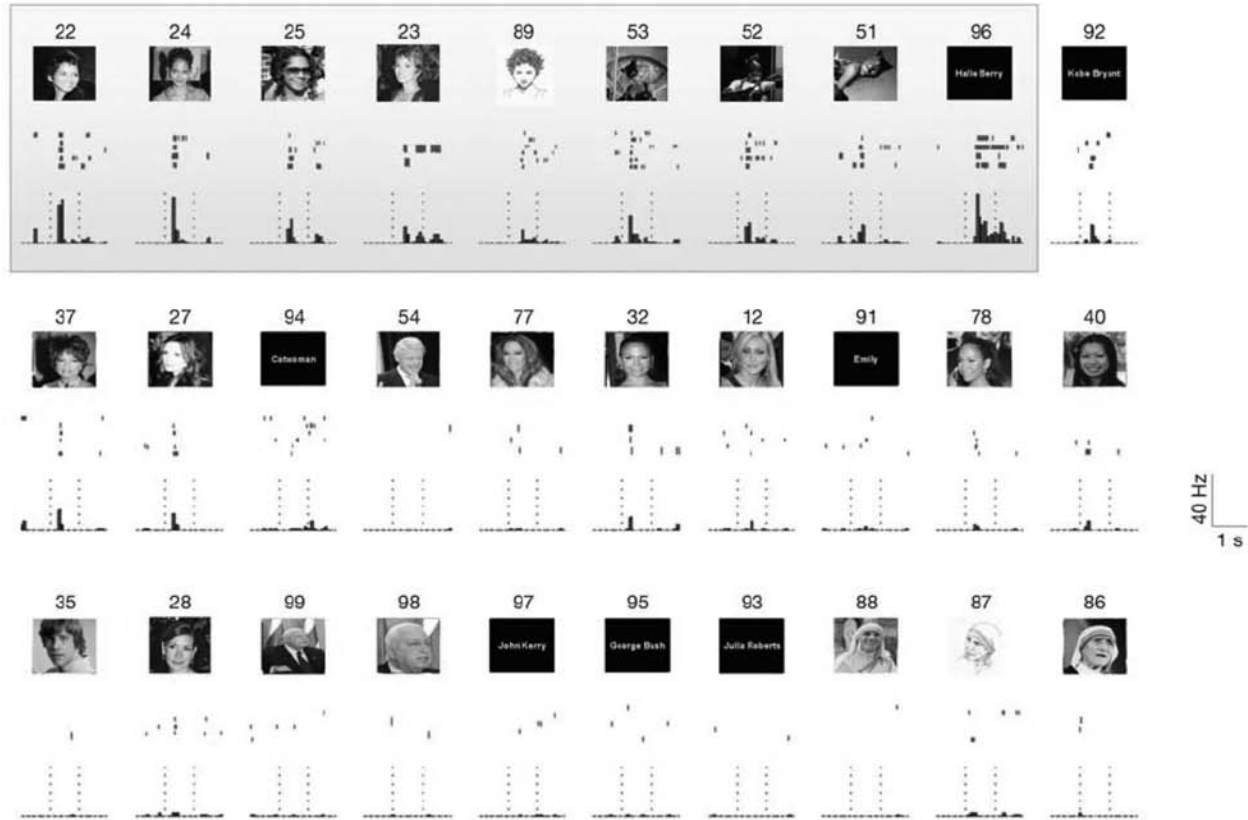 22 24 25 23 89 53 52 51 96 92
Halle Berry
Kobe Bryant
37 27 94 54 77 32 12 91 78 40
Catwoman
Emily
40 Hz
1 s
35 28 99 98 97 95 93 88 87 86
John Kerry
George Bush
Julia Roberts